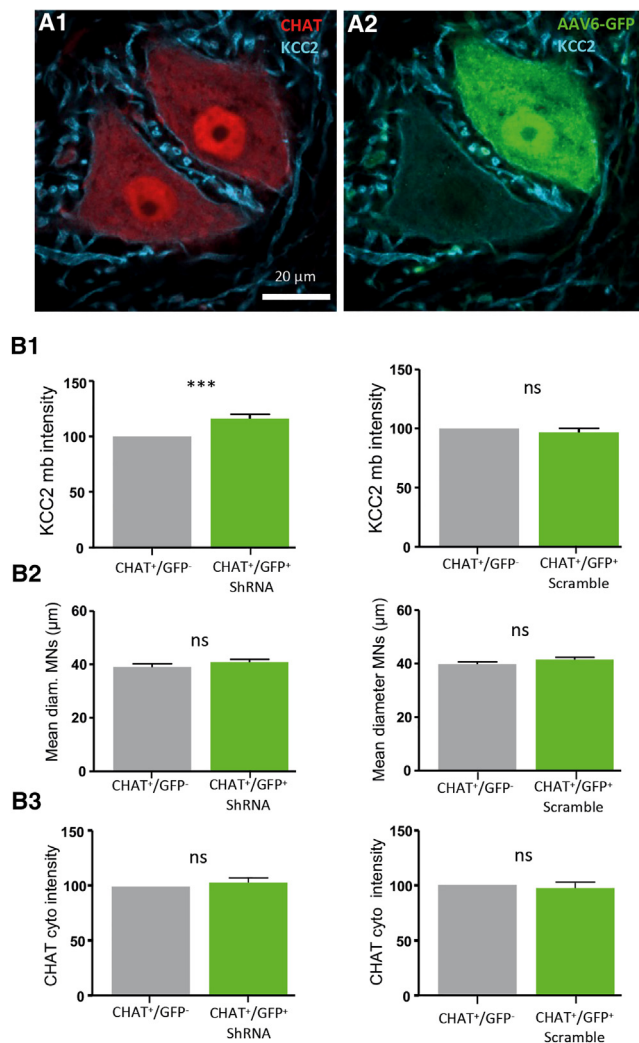 A1
CHAT
KCC2
20 µm
A2
AAV6-GFP
KCC2
B1
KCC2 mb intensity
150
100
50
0
***
CHAT⁺/GFP⁻
CHAT⁺/GFP⁺
ShRNA
KCC2 mb intensity
150
100
50
0
ns
CHAT⁺/GFP⁻
CHAT⁺/GFP⁺
Scramble
B2
Mean diam. MNs (µm)
60
40
20
0
ns
CHAT⁺/GFP⁻
CHAT⁺/GFP⁺
ShRNA
Mean diameter MNs (µm)
60
40
20
0
ns
CHAT⁺/GFP⁻
CHAT⁺/GFP⁺
Scramble
B3
CHAT cyto intensity
150
100
50
0
ns
CHAT⁺/GFP⁻
CHAT⁺/GFP⁺
ShRNA
CHAT cyto intensity
150
100
50
0
ns
CHAT⁺/GFP⁻
CHAT⁺/GFP⁺
Scramble